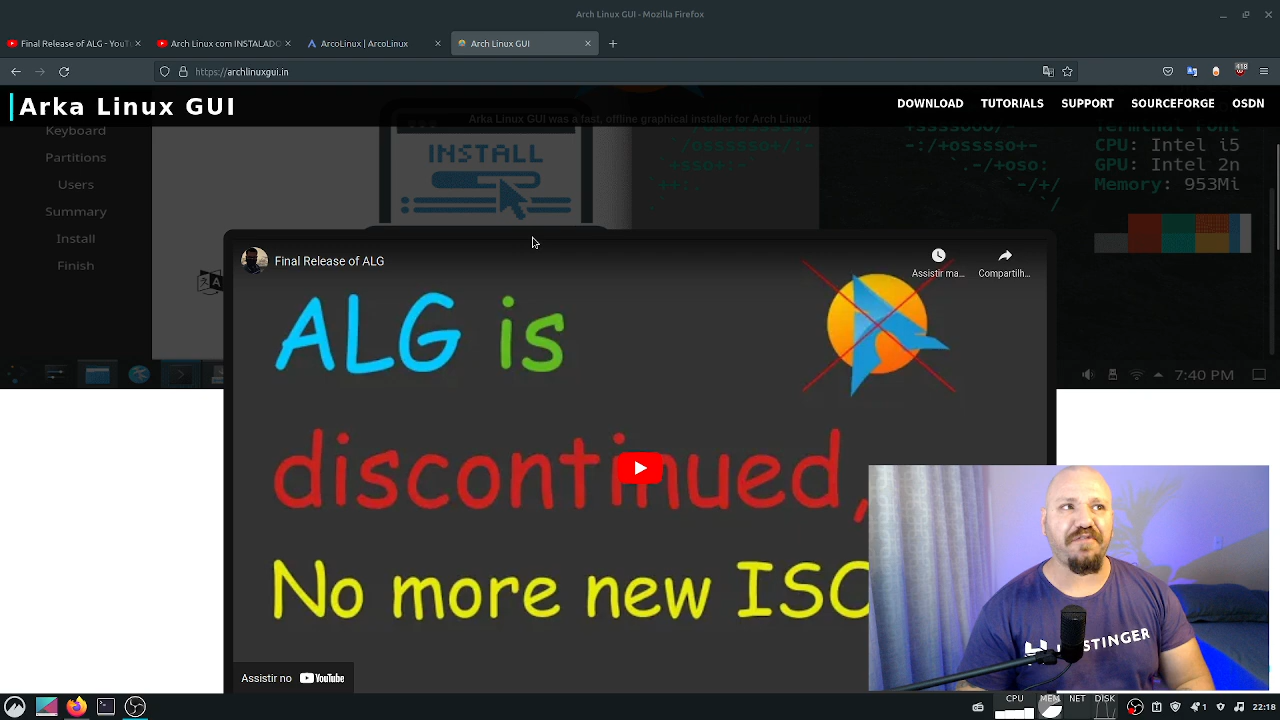 Arch Linux GUI - Mozilla Firefox
Final Release of ALG - YouT
Arch Linux com INSTALADO
ArcoLinux | ArcoLinux
Arch Linux GUI
https://archlinuxgui.in
Arka Linux GUI
DOWNLOAD
TUTORIALS
SUPPORT
SOURCEFORGE
OSDN
Arka Linux GUI was a fast, offline graphical installer for Arch Linux!
Keyboard
Partitions
Users
Summary
Install
Finish
INSTALL
Terminal Font
CPU: Intel i5
GPU: Intel 2n
Memory: 953Mi
Final Release of ALG
Assistir ma...
Compartilh...
ALG is
discontinued,
No more new ISO
7:40 PM
Assistir no YouTube
CPU
MEM
NET
DISK
1
22:18